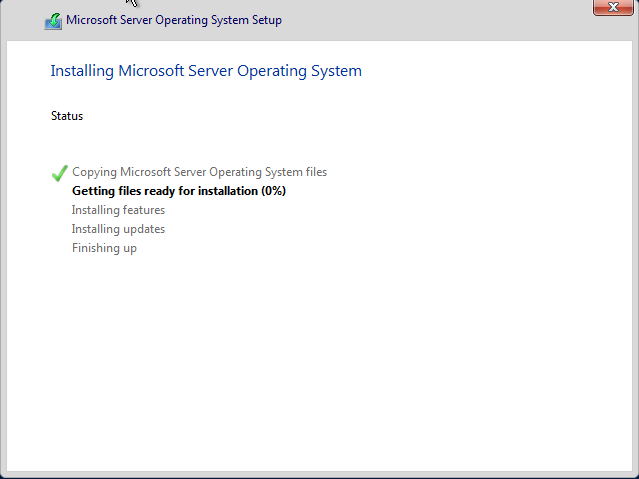 Microsoft Server Operating System Setup
Installing Microsoft Server Operating System
Status
Copying Microsoft Server Operating System files
Getting files ready for installation (0%)
Installing features
Installing updates
Finishing up